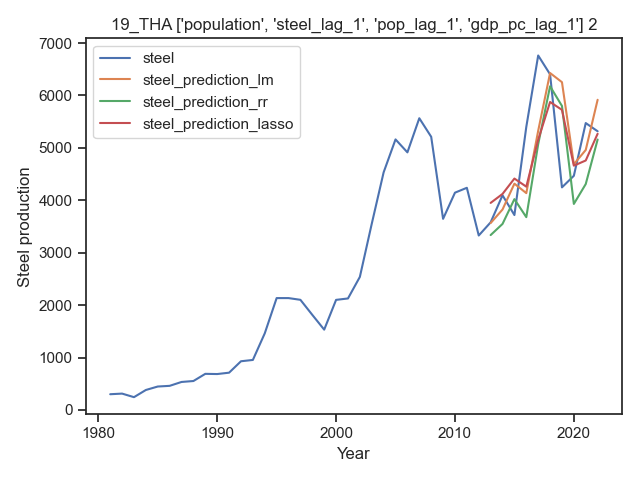 19_THA ['population', 'steel_lag_1', 'pop_lag_1', 'gdp_pc_lag_1'] 2
7000
6000
5000
4000
3000
2000
1000
0
Steel production
steel
steel_prediction_lm
steel_prediction_rr
steel_prediction_lasso
1980
1990
2000
2010
2020
Year